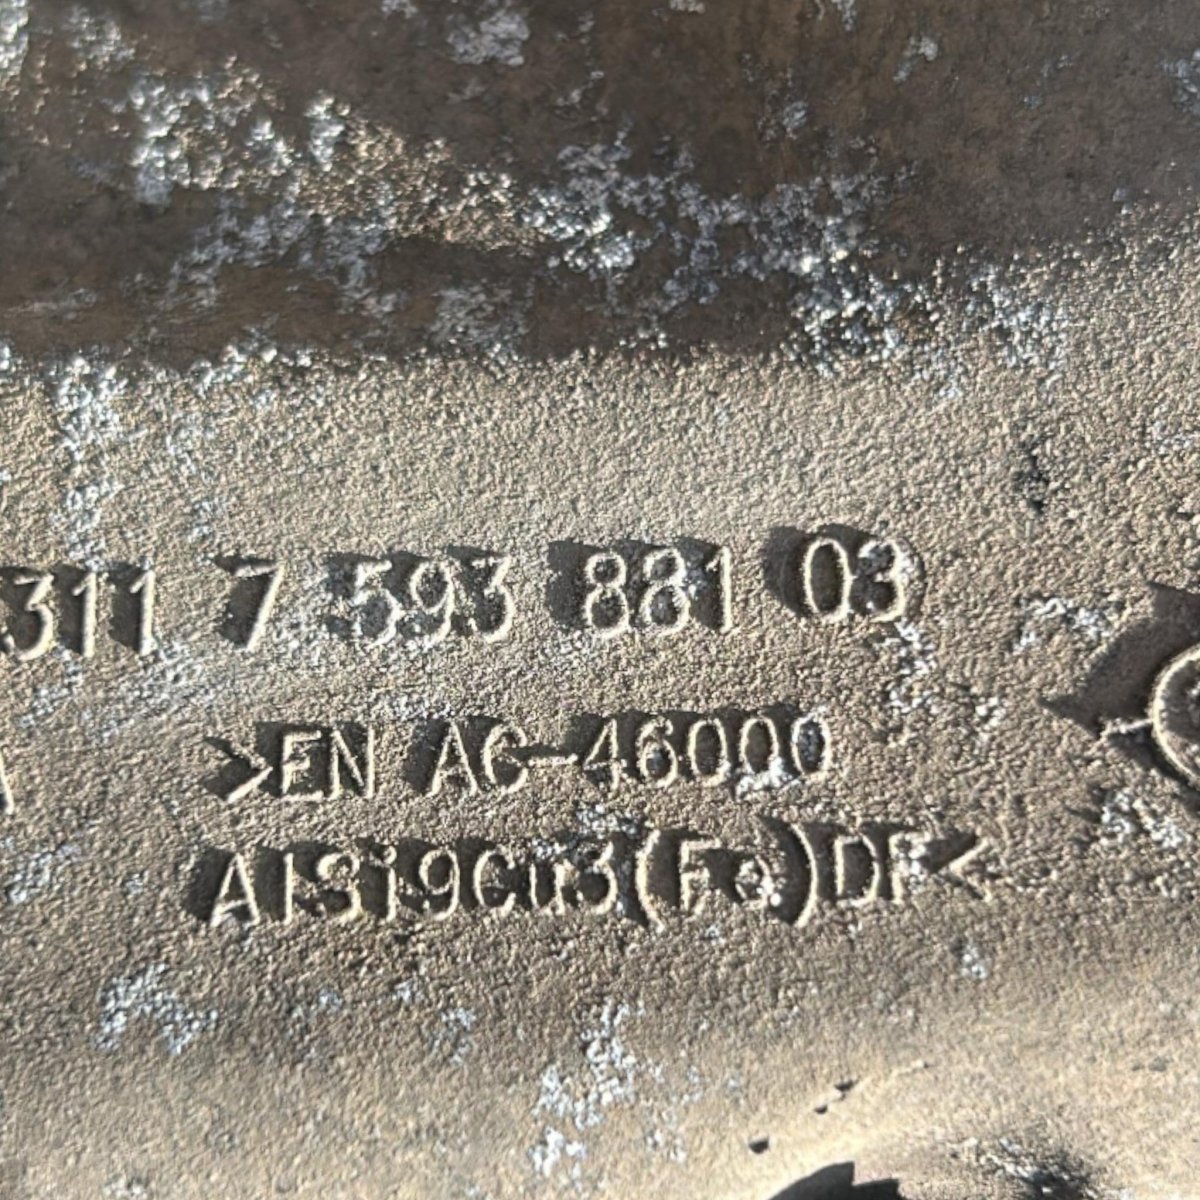 311 7 593 881 03
>EN AC-46000
AlSi9Cu3(Fe)DF<